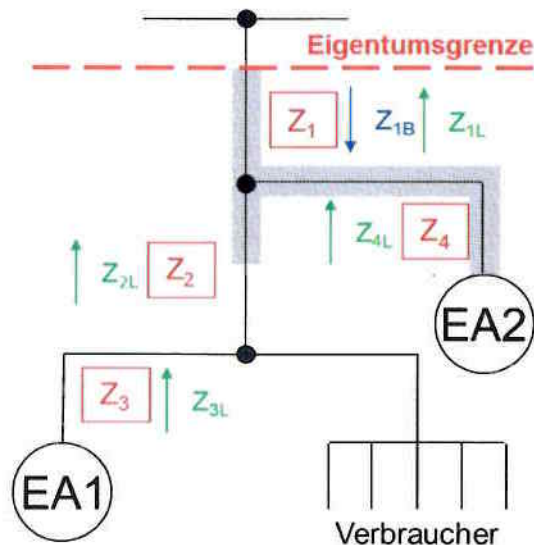 Eigentumsgrenze
Z1 Z1B Z1L
Z2L Z2 Z4L Z4
EA2
Z3 Z3L
EA1
Verbraucher